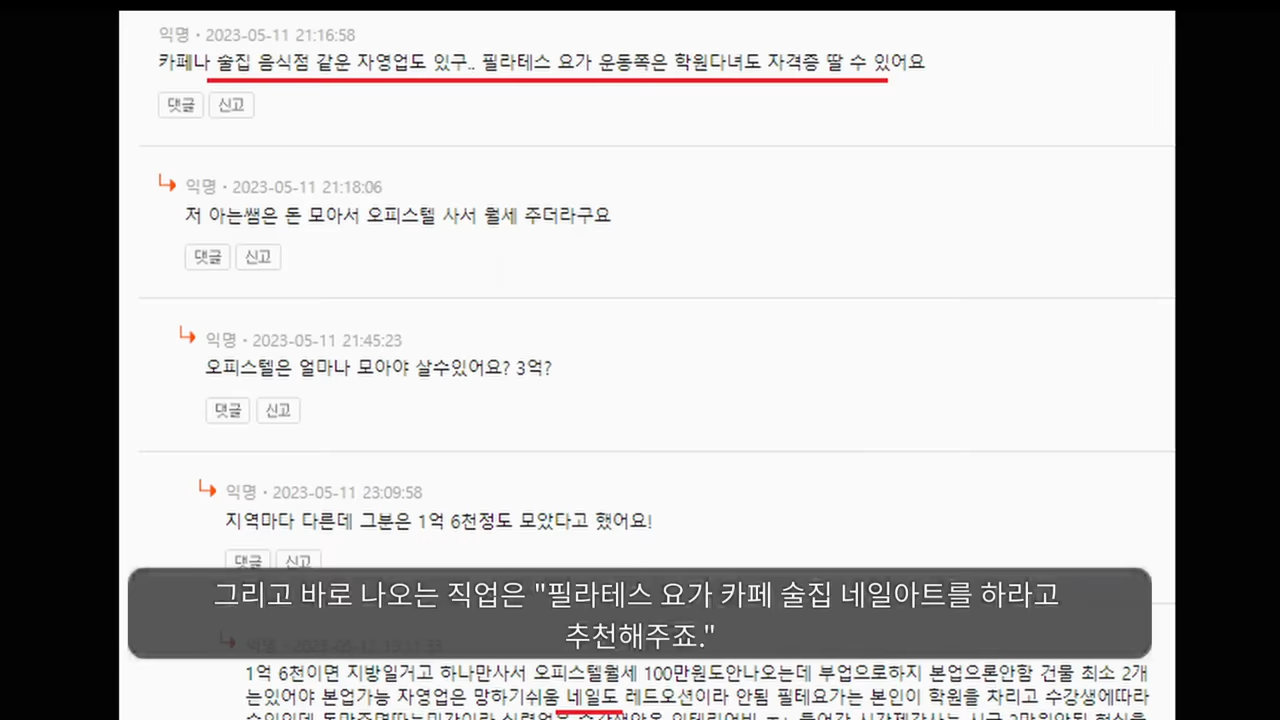 익명 · 2023-05-11 21:16:58
카페나 술집 음식점 같은 자영업도 있구.. 필라테스 요가 운동쪽은 학원다녀도 자격증 딸 수 있어요
댓글 신고
익명 · 2023-05-11 21:18:06
저 아는쌤은 돈 모아서 오피스텔 사서 월세 주더라구요
댓글 신고
익명 · 2023-05-11 21:45:23
오피스텔은 얼마나 모아야 살수있어요? 3억?
댓글 신고
익명 · 2023-05-11 23:09:58
지역마다 다른데 그분은 1억 6천정도 모았다고 했어요!
댓글 신고
그리고 바로 나오는 직업은 "필라테스 요가 카페 술집 네일아트를 하라고
추천해주죠."
익명
1억 6천이면 지방일거고 하나만사서 오피스텔월세 100만원도안나오는데 부업으로하지 본업으론안함 건물 최소 2개
는있어야 본업가능 자영업은 망하기쉬움 네일도 레드오션이라 안됨 필테요가는 본인이 학원을 차리고 수강생에따라